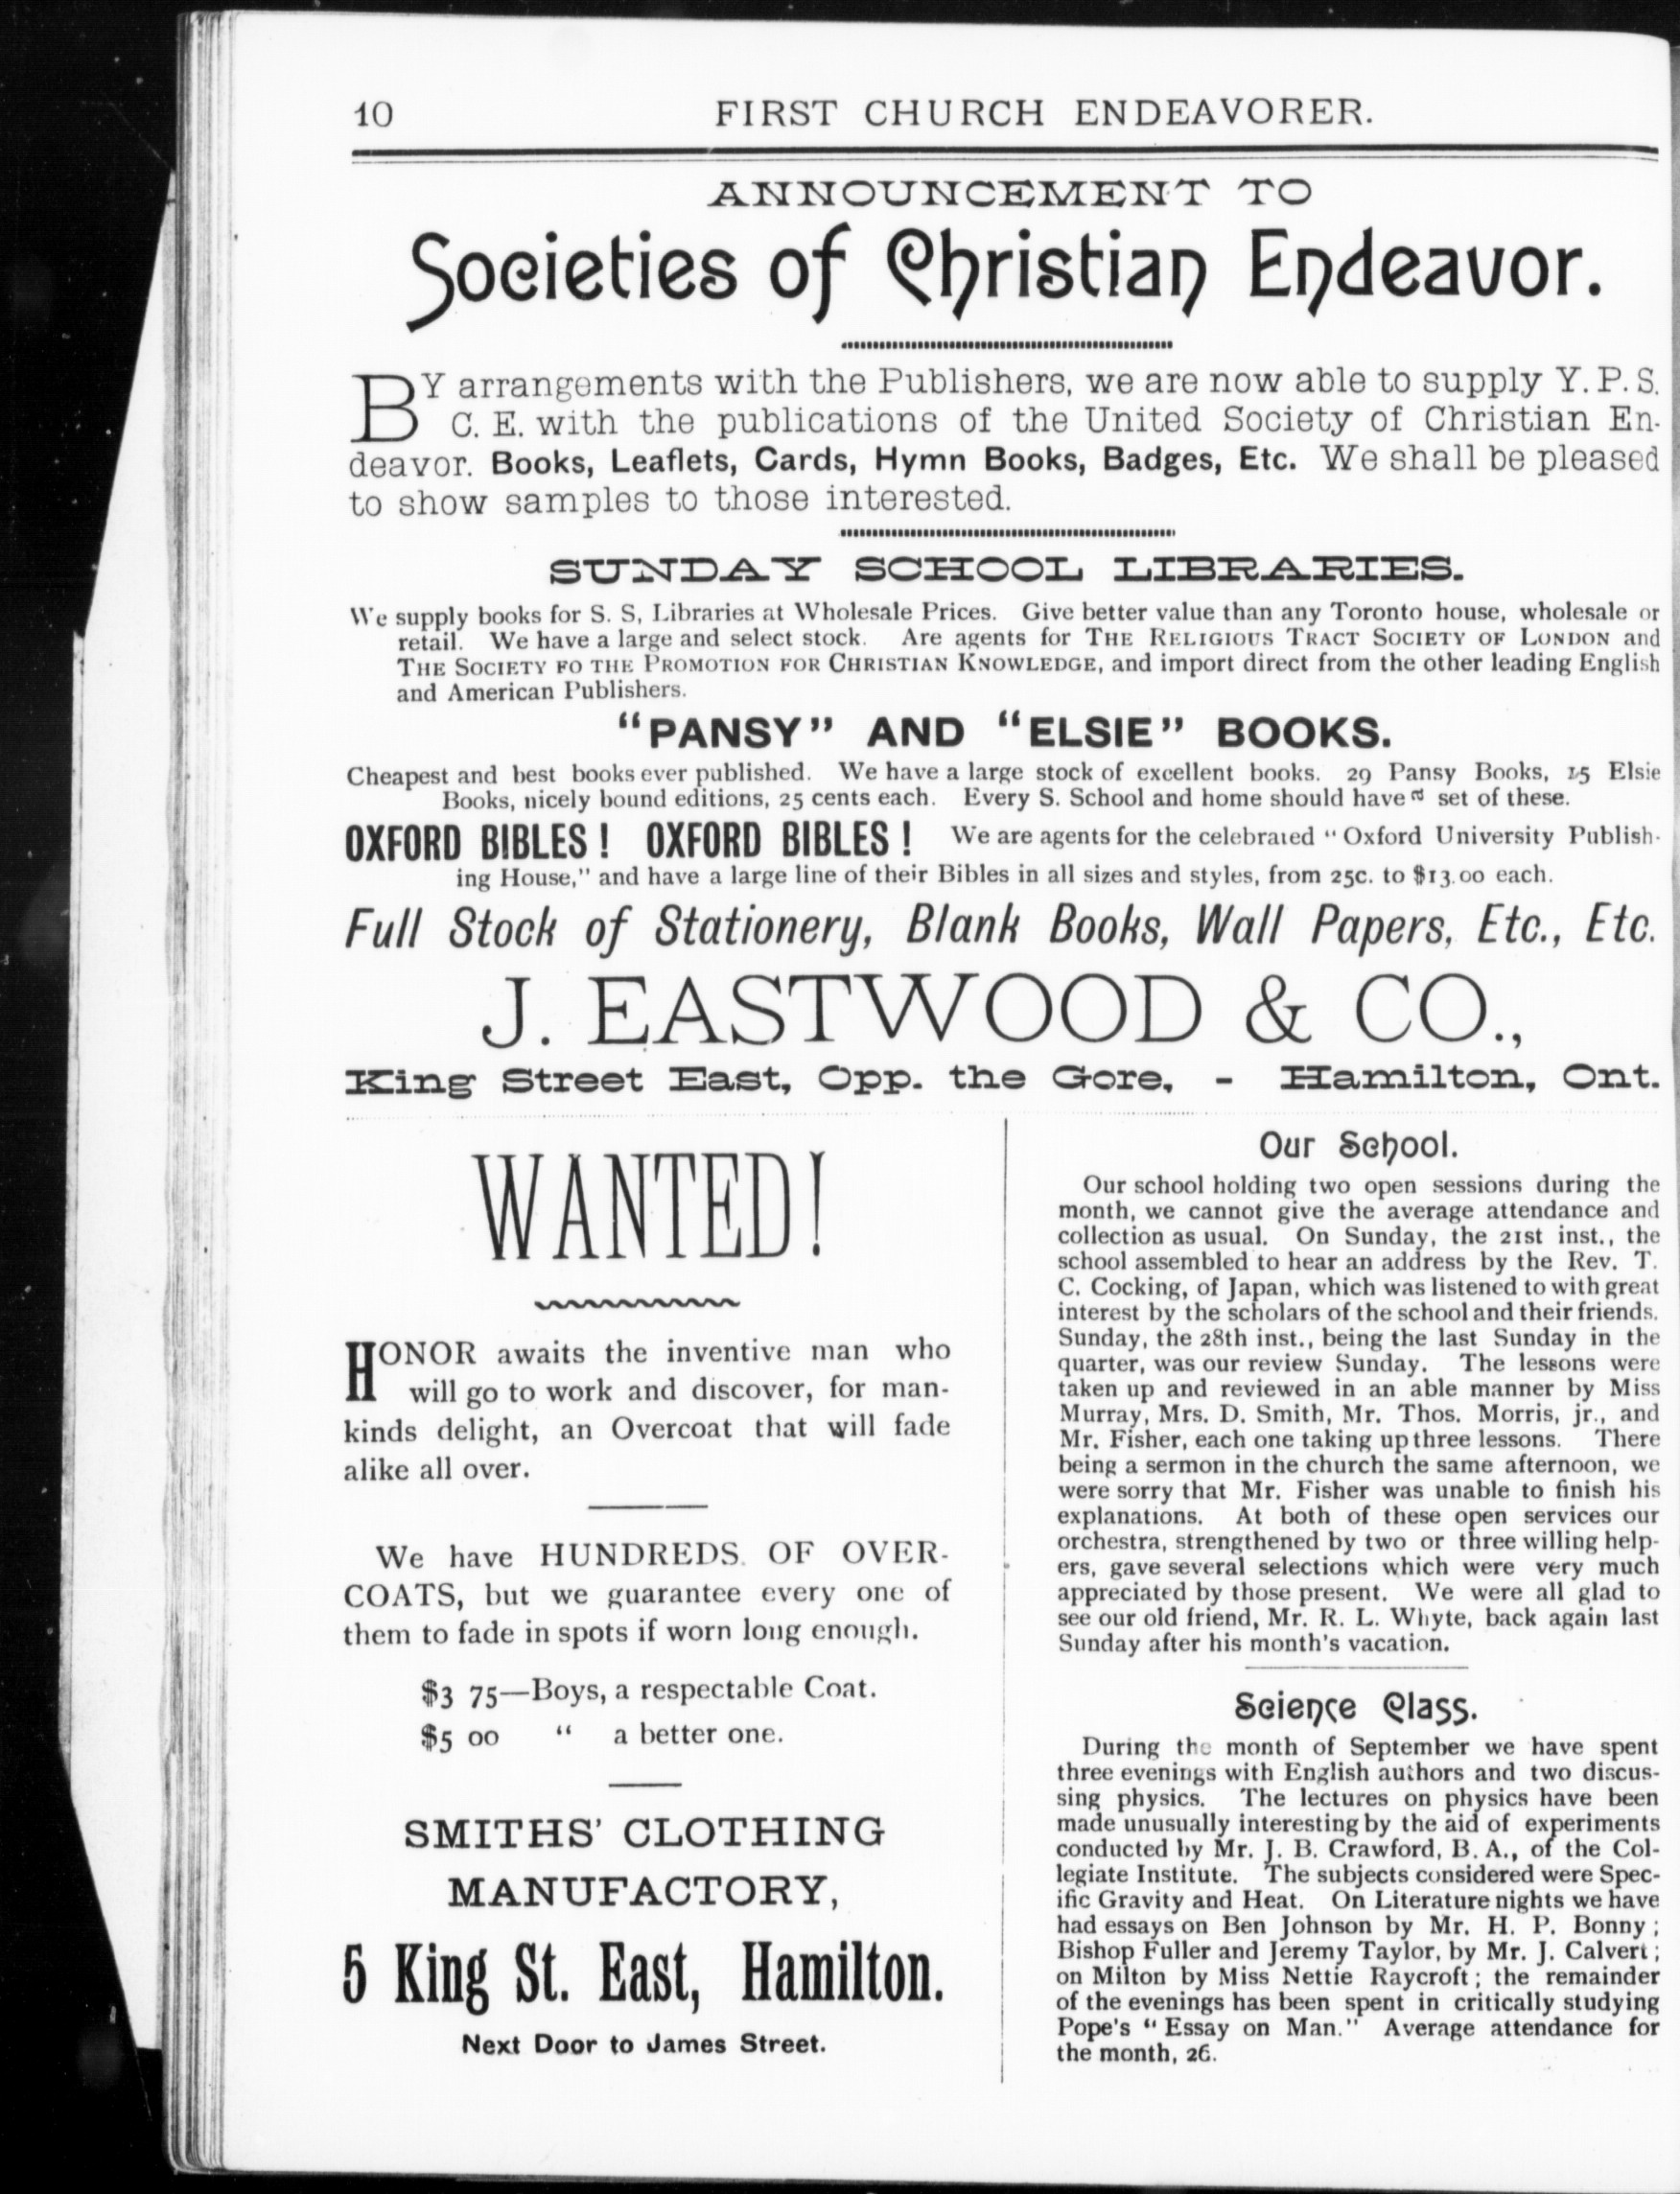 10
FIRST CHURCH ENDEAVORER.
ANNOUNCEMENT TO
Societies of Christian Endeavor.
BY arrangements with the Publishers, we are now able to supply Y. P. S.
C. E. with the publications of the United Society of Christian En-
deavor. Books, Leaflets, Cards, Hymn Books, Badges, Etc. We shall be pleased
to show samples to those interested.
SUNDAY SCHOOL LIBRARIES.
We supply books for S. S, Libraries at Wholesale Prices. Give better value than any Toronto house, wholesale or
retail. We have a large and select stock. Are agents for THE RELIGIOUS TRACT SOCIETY OF LONDON and
THE SOCIETY FO THE PROMOTION FOR CHRISTIAN KNOWLEDGE, and import direct from the other leading English
and American Publishers.
"PANSY" AND "ELSIE" BOOKS.
Cheapest and best books ever published. We have a large stock of excellent books. 29 Pansy Books, 15 Elsie
Books, nicely bound editions, 25 cents each. Every S. School and home should have a set of these.
OXFORD BIBLES! OXFORD BIBLES! We are agents for the celebrated "Oxford University Publish-
ing House," and have a large line of their Bibles in all sizes and styles, from 25c. to $13.00 each.
Full Stock of Stationery, Blank Books, Wall Papers, Etc., Etc.
J. EASTWOOD & CO.,
King Street East, Opp. the Gore, - Hamilton, Ont.
WANTED!
HONOR awaits the inventive man who
will go to work and discover, for man-
kinds delight, an Overcoat that will fade
alike all over.
We have HUNDREDS OF OVER-
COATS, but we guarantee every one of
them to fade in spots if worn long enough.
$3 75—Boys, a respectable Coat.
$5 00 " a better one.
SMITHS' CLOTHING
MANUFACTORY,
5 King St. East, Hamilton.
Next Door to James Street.
Our School.
Our school holding two open sessions during the
month, we cannot give the average attendance and
collection as usual. On Sunday, the 21st inst., the
school assembled to hear an address by the Rev. T.
C. Cocking, of Japan, which was listened to with great
interest by the scholars of the school and their friends.
Sunday, the 28th inst., being the last Sunday in the
quarter, was our review Sunday. The lessons were
taken up and reviewed in an able manner by Miss
Murray, Mrs. D. Smith, Mr. Thos. Morris, jr., and
Mr. Fisher, each one taking up three lessons. There
being a sermon in the church the same afternoon, we
were sorry that Mr. Fisher was unable to finish his
explanations. At both of these open services our
orchestra, strengthened by two or three willing help-
ers, gave several selections which were very much
appreciated by those present. We were all glad to
see our old friend, Mr. R. L. Whyte, back again last
Sunday after his month's vacation.
Science Class.
During the month of September we have spent
three evenings with English authors and two discus-
sing physics. The lectures on physics have been
made unusually interesting by the aid of experiments
conducted by Mr. J. B. Crawford, B. A., of the Col-
legiate Institute. The subjects considered were Spec-
ific Gravity and Heat. On Literature nights we have
had essays on Ben Johnson by Mr. H. P. Bonny;
Bishop Fuller and Jeremy Taylor, by Mr. J. Calvert;
on Milton by Miss Nettie Raycroft; the remainder
of the evenings has been spent in critically studying
Pope's "Essay on Man." Average attendance for
the month, 26.